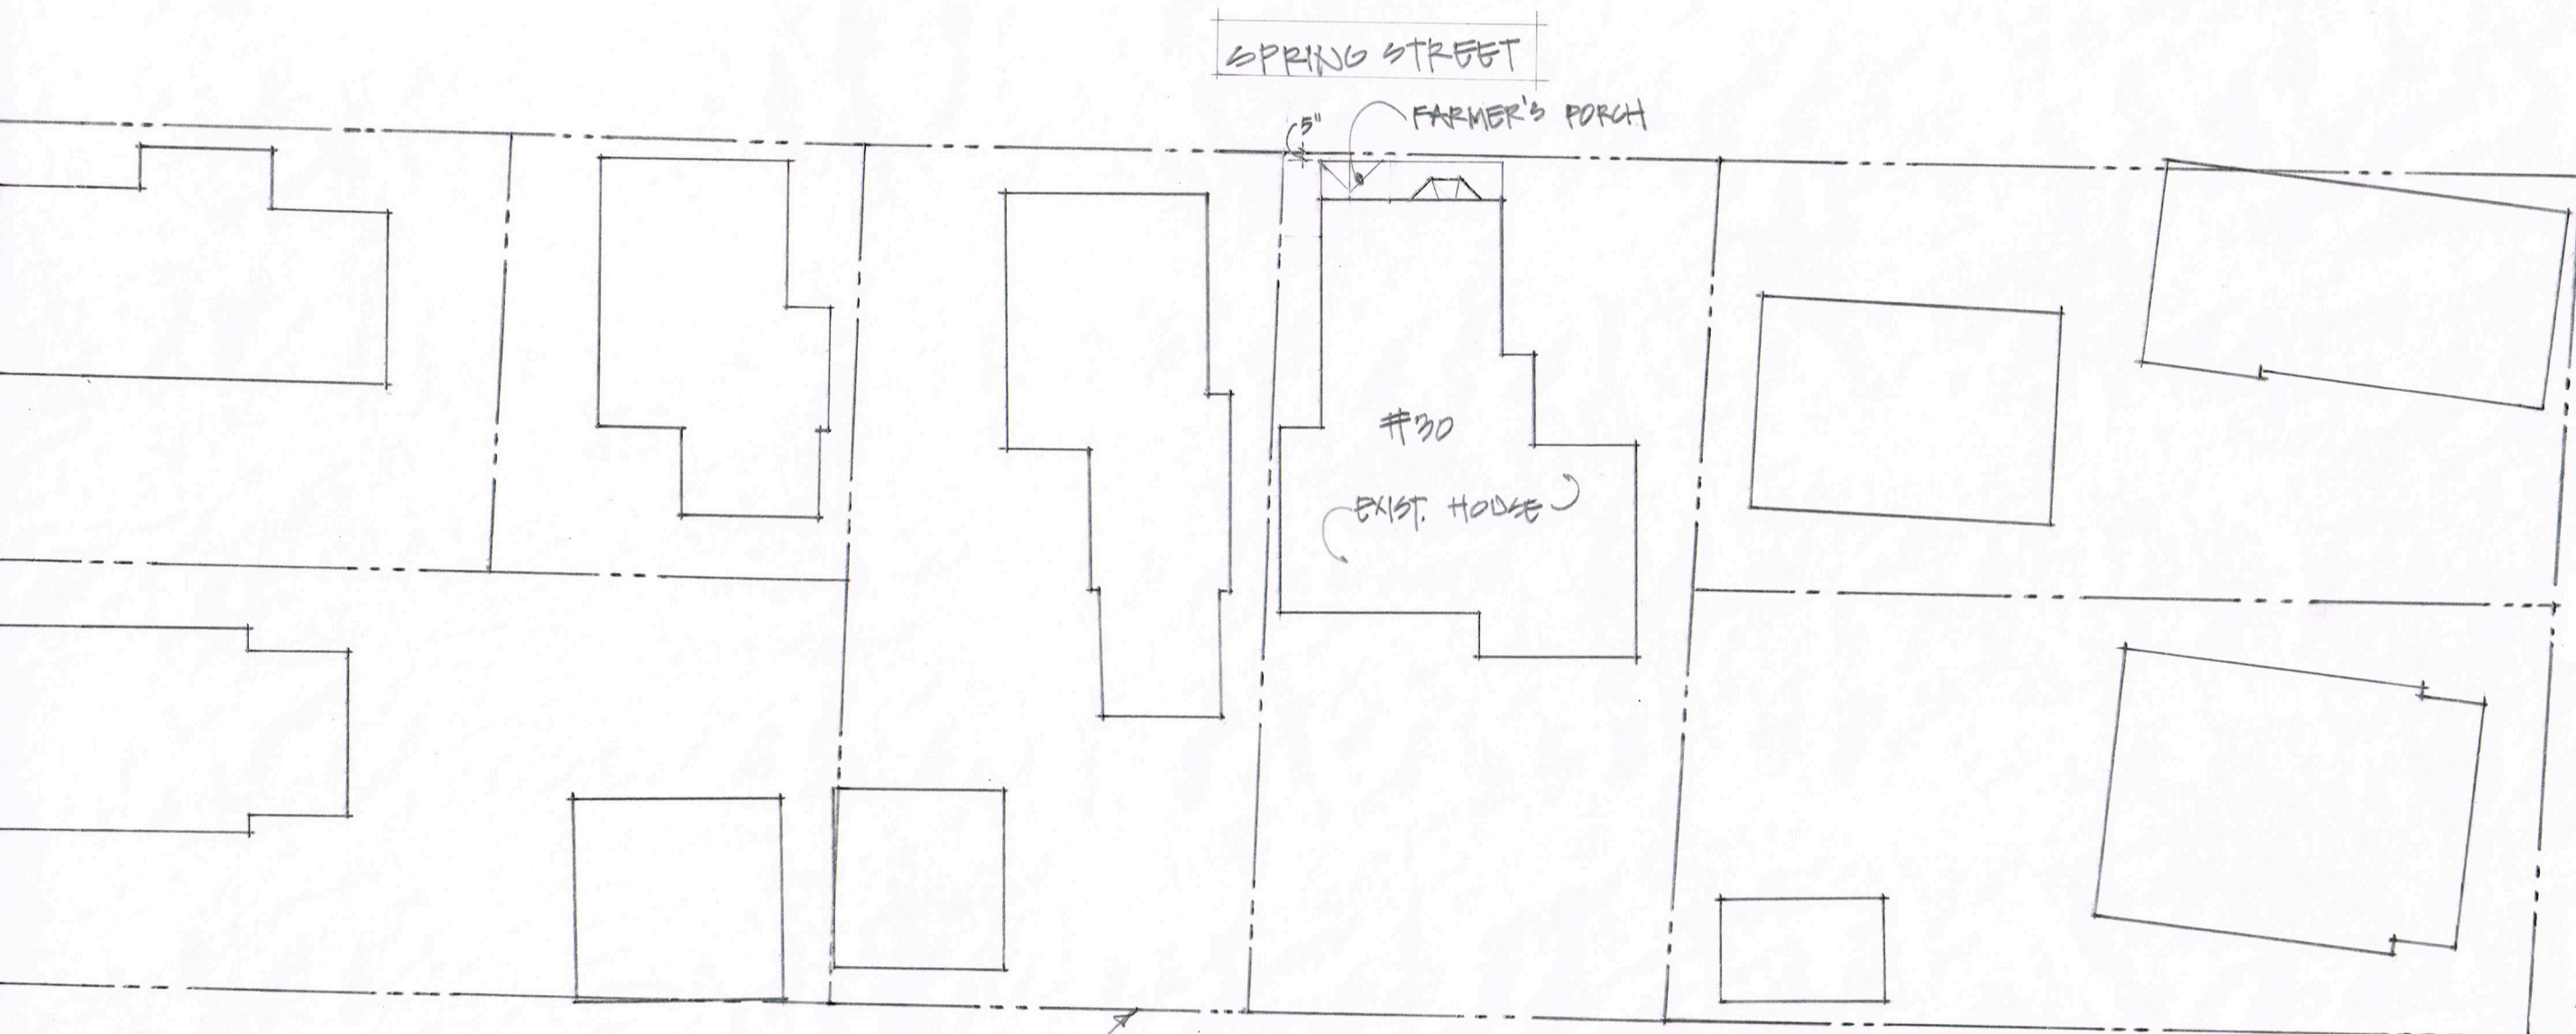 SPRING STREET
5"
FARMER'S PORCH
#30
EXIST. HOUSE